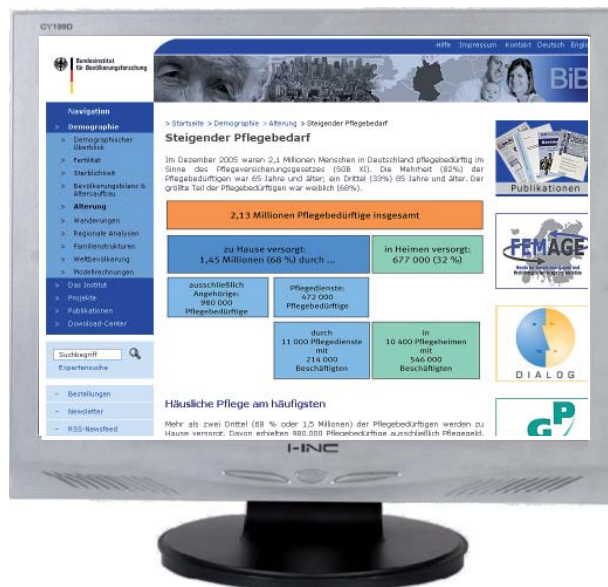 CY199D
Hilfe Impressum Kontakt Deutsch Englis
Bundesinstitut
für Bevölkerungsforschung
BiB
Navigation
> Demographie
> Demographischer
Überblick
> Fertilität
> Sterblichkeit
> Bevölkerungsbilanz &
Altersaufbau
> Alterung
> Wanderungen
> Regionale Analysen
> Familienstrukturen
> Weltbevölkerung
> Modellrechnungen
> Das Institut
> Projekte
> Publikationen
> Download-Center
Suchbegriff
Expertensuche
– Bestellungen
– Newsletter
– RSS-Newsfeed
> Startseite > Demographie > Alterung > Steigender Pflegebedarf
Steigender Pflegebedarf
Im Dezember 2005 waren 2,1 Millionen Menschen in Deutschland pflegebedürftig im
Sinne des Pflegeversicherungsgesetzes (SGB XI). Die Mehrheit (82%) der
Pflegebedürftigen war 65 Jahre und älter; ein Drittel (33%) 85 Jahre und älter. Der
größte Teil der Pflegebedürftigen war weiblich (68%).
2,13 Millionen Pflegebedürftige insgesamt
zu Hause versorgt:
1,45 Millionen (68 %) durch ...
in Heimen versorgt:
677 000 (32 %)
ausschließlich
Angehörige:
980 000
Pflegebedürftige
Pflegedienste:
472 000
Pflegebedürftige
durch
11 000 Pflegedienste
mit
214 000
Beschäftigten
in
10 400 Pflegeheimen
mit
546 000
Beschäftigten
Häusliche Pflege am häufigsten
Mehr als zwei Drittel (68 % oder 1,5 Millionen) der Pflegebedürftigen werden zu
Hause versorgt. Davon erhielten 980.000 Pflegebedürftige ausschließlich Pflegegeld,
Publikationen
FEMAGE
DIALOG
GP
I-INC